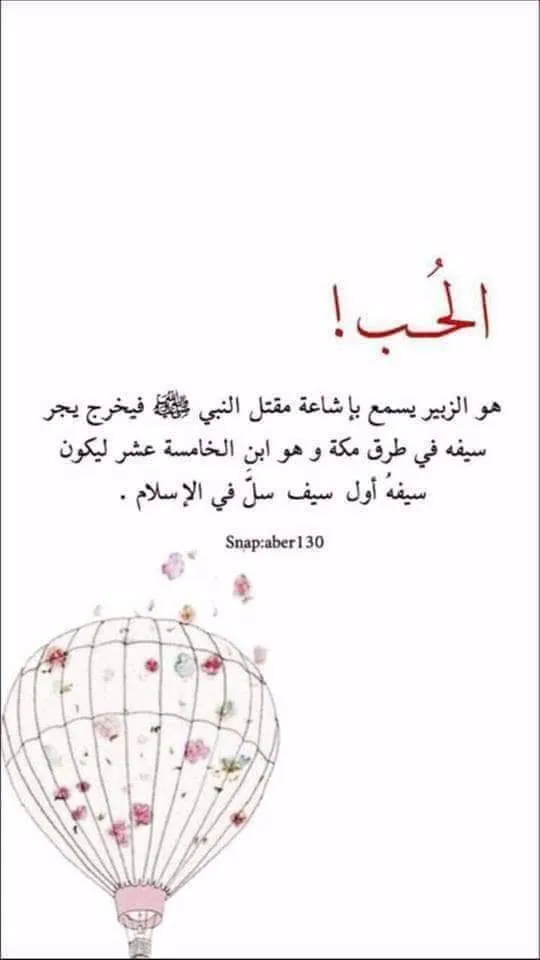 الحُب !
هو الزبير يسمع بإشاعة مقتل النبي ﷺ فيخرج يجر
سيفه في طرق مكة و هو ابن الخامسة عشر ليكون
سيفهُ أول سيف سلَّ في الإسلام .
Snap:aber130